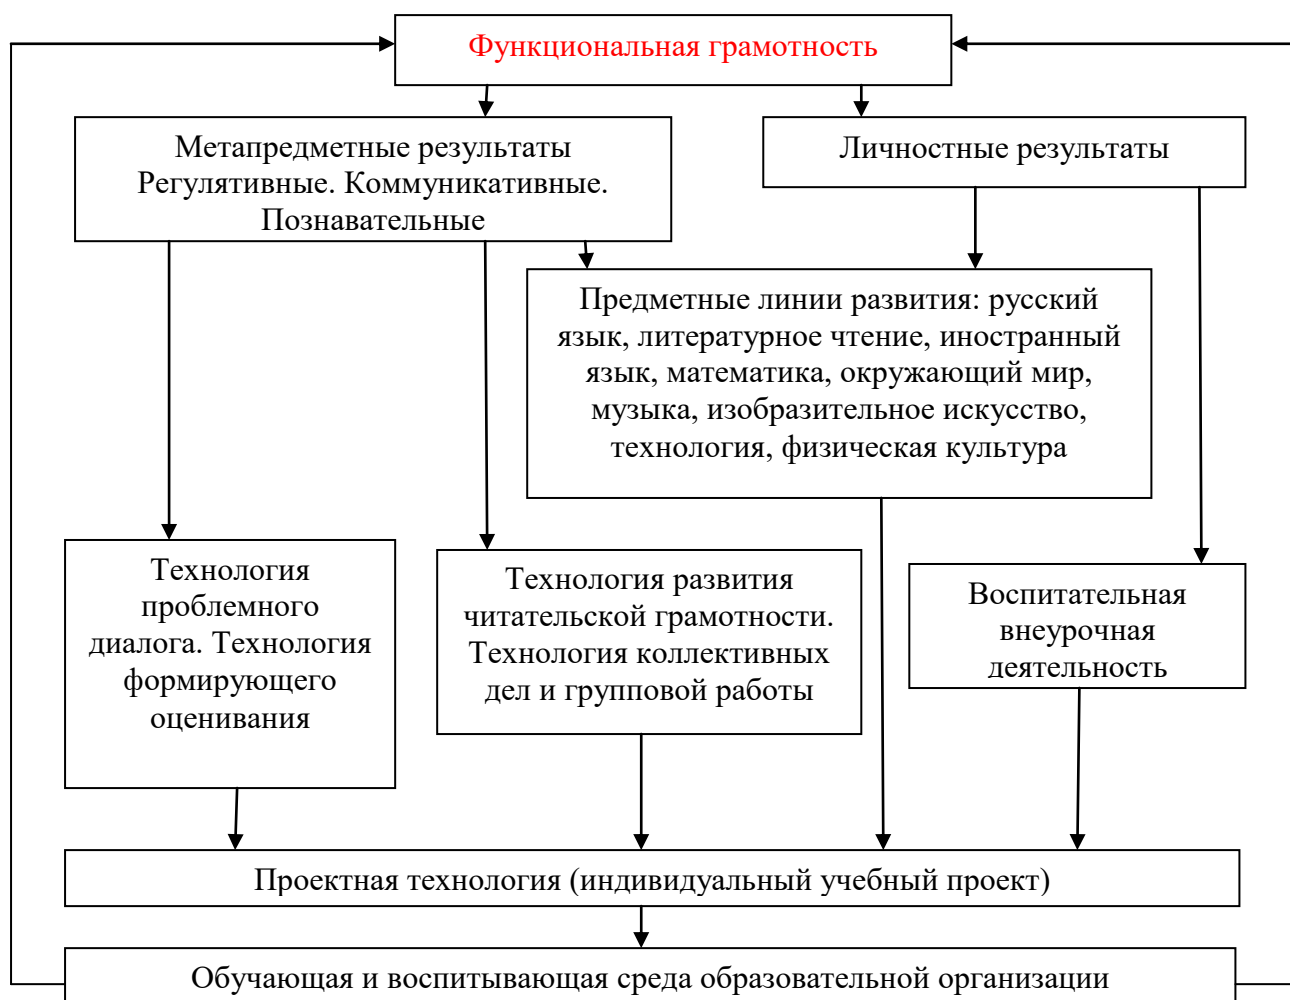 Функциональная грамотность
Метапредметные результаты
Регулятивные. Коммуникативные.
Познавательные
Личностные результаты
Предметные линии развития: русский
язык, литературное чтение, иностранный
язык, математика, окружающий мир,
музыка, изобразительное искусство,
технология, физическая культура
Технология
проблемного
диалога. Технология
формирующего
оценивания
Технология развития
читательской грамотности.
Технология коллективных
дел и групповой работы
Воспитательная
внеурочная
деятельность
Проектная технология (индивидуальный учебный проект)
Обучающая и воспитывающая среда образовательной организации